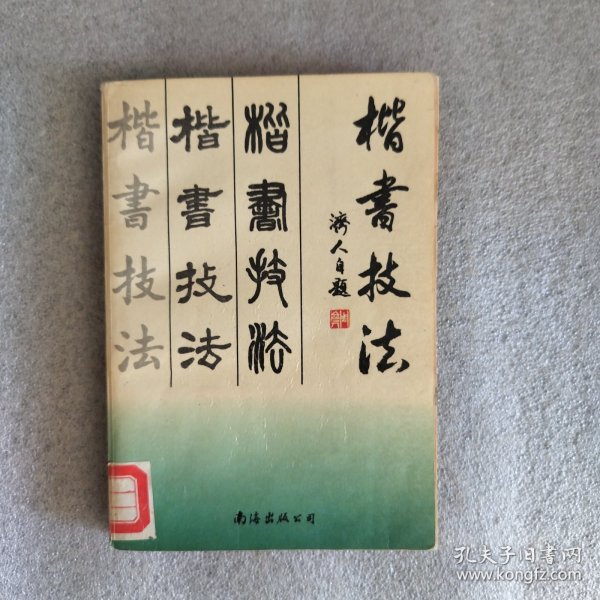 楷書技法
濟人自題
楷書技法
楷書技法
楷書技法
南海出版公司
孔夫子旧書网
www.kongfz.com